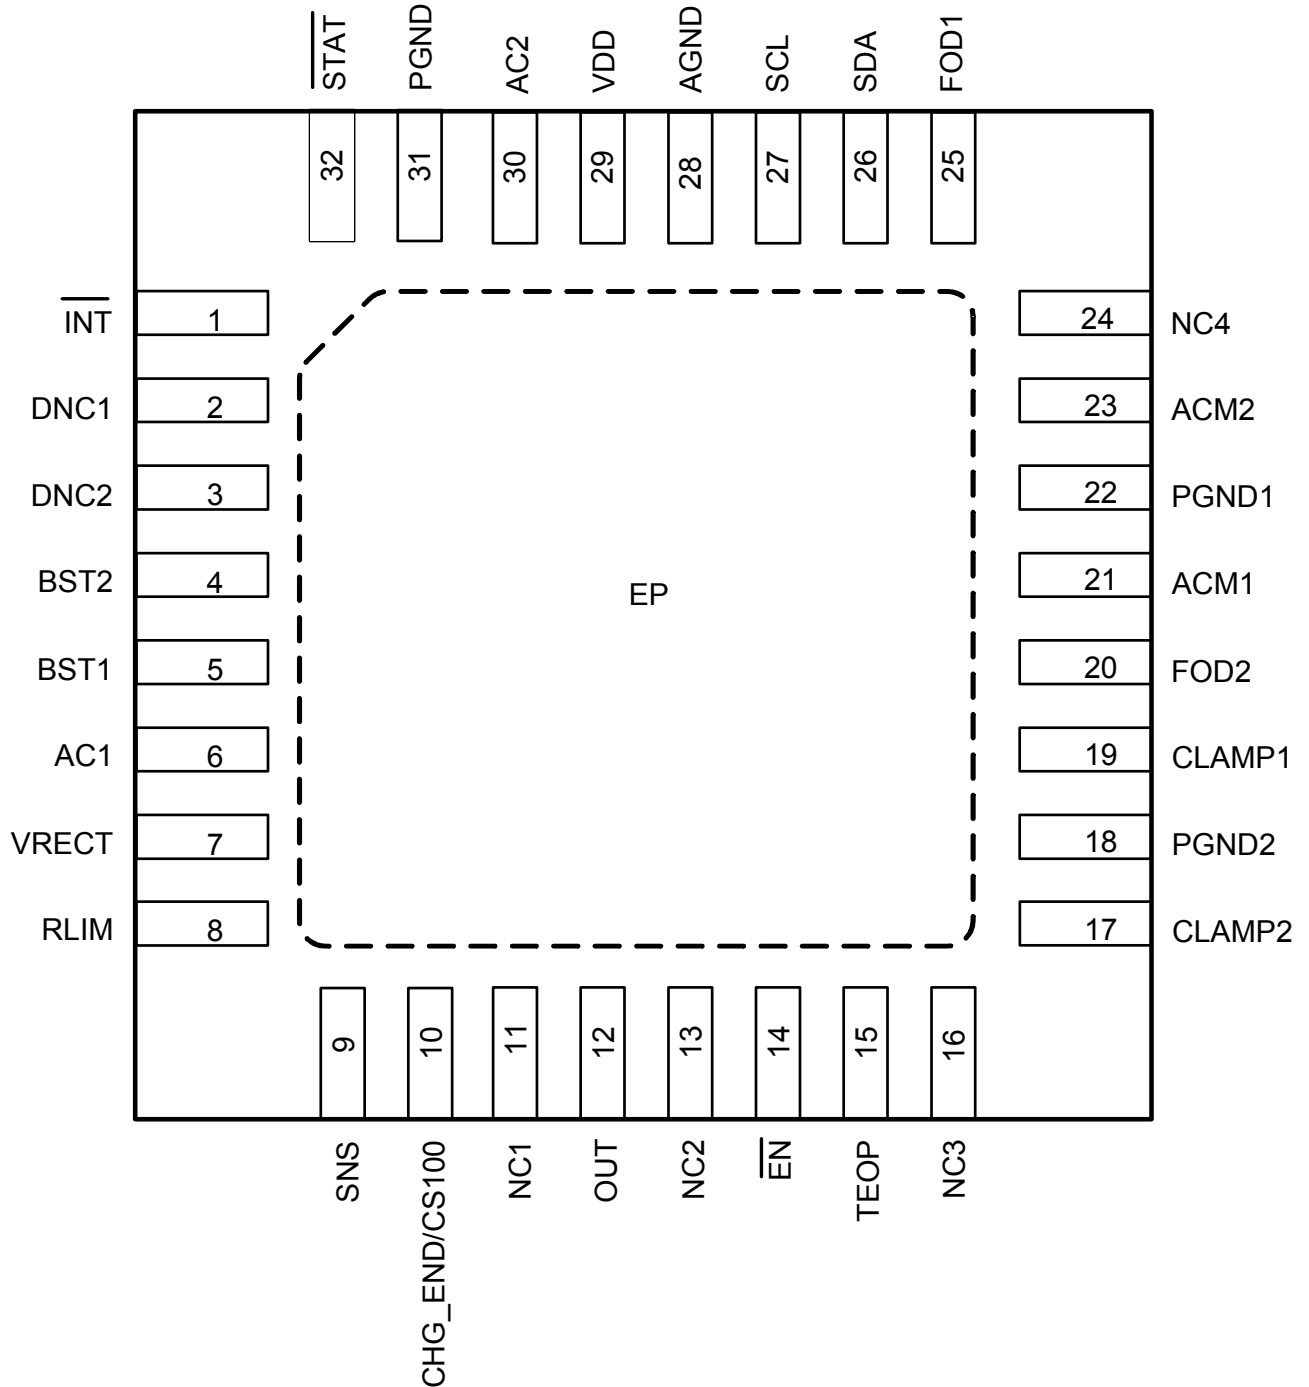 STAT
PGND
AC2
VDD
AGND
SCL
SDA
FOD1
32
31
30
29
28
27
26
25
INT
1
24
NC4
DNC1
2
23
ACM2
DNC2
3
22
PGND1
BST2
4
21
ACM1
EP
BST1
5
20
FOD2
AC1
6
19
CLAMP1
VRECT
7
18
PGND2
RLIM
8
17
CLAMP2
9
10
11
12
13
14
15
16
SNS
CHG_END/CS100
NC1
OUT
NC2
EN
TEOP
NC3